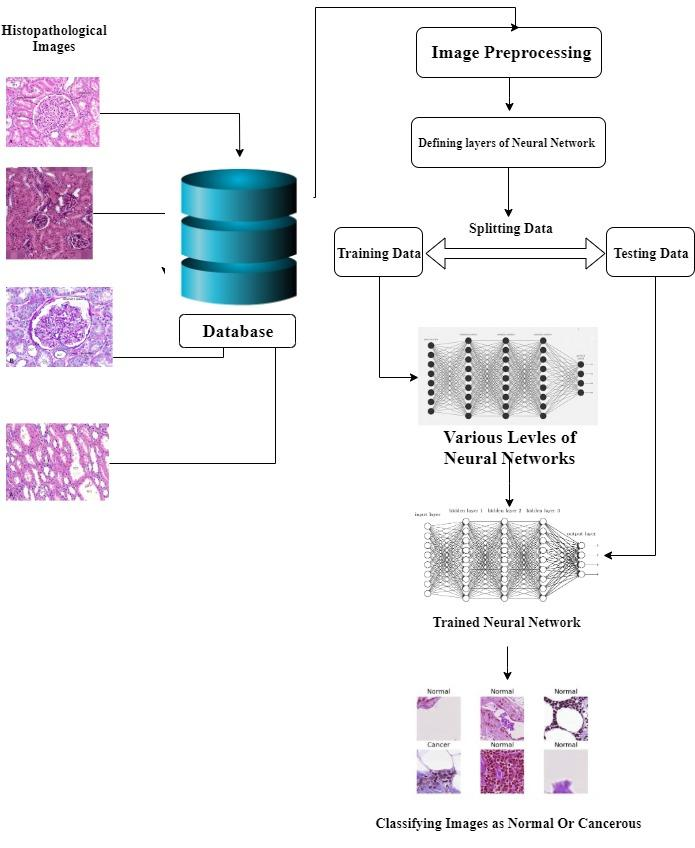 Histopathological
Images
Database
Image Preprocessing
Defining layers of Neural Network
Splitting Data
Training Data
Testing Data
Various Levles of
Neural Networks
input layer
hidden layer 1 hidden layer 2 hidden layer 3
output layer
Trained Neural Network
Normal Normal Normal
Cancer Normal Normal
Classifying Images as Normal Or Cancerous